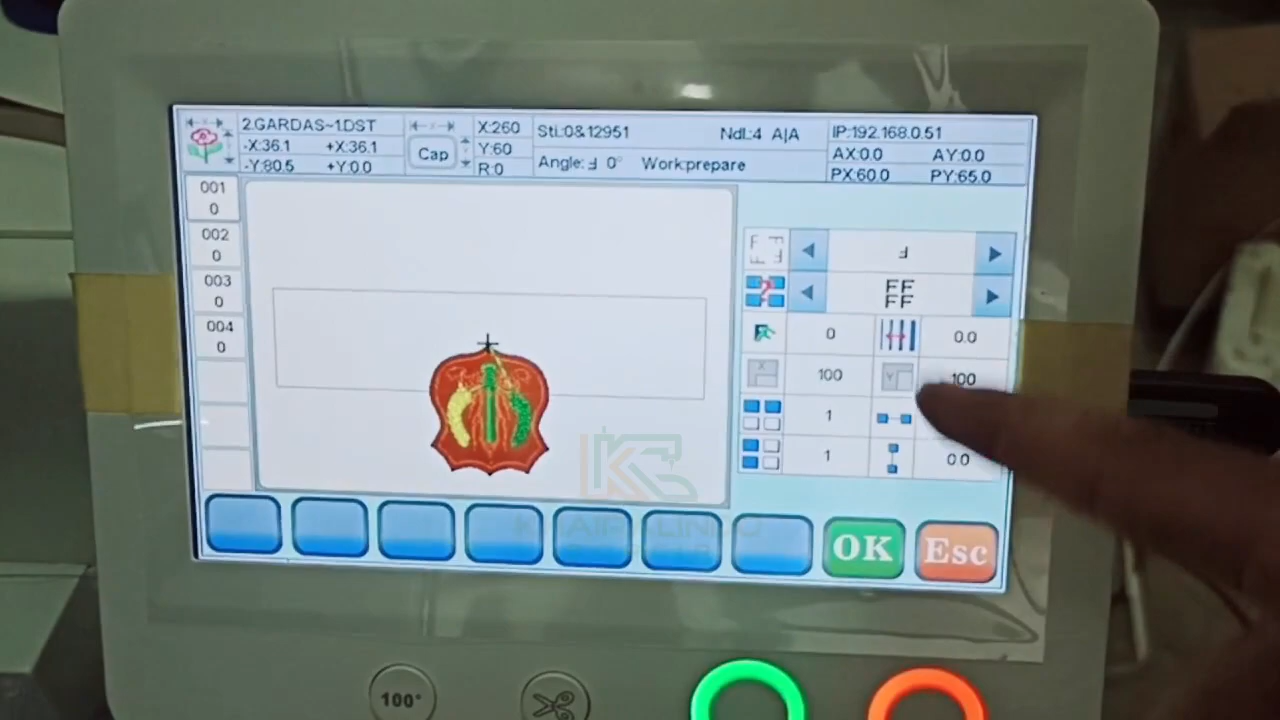 2.GARDAS~1.DST
-X:36.1 +X:36.1
-Y:80.5 +Y:0.0
Cap
X:260
Y:60
R:0
Sti.:0&12951 Ndl.:4 A|A
Angle: Ⅎ 0° Work:prepare
IP:192.168.0.51
AX:0.0 AY:0.0
PX:60.0 PY:65.0
001
0
002
0
003
0
004
0
FF
FF
0 0.0
X 100 Y 100
1
1 0.0
OK Esc
100°